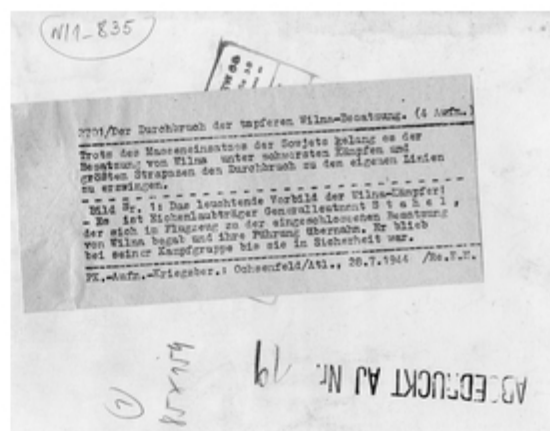 N11-835
2701/Der Durchbruch der tapferen Wilna-Besatzung. (4 Aufn.)
Trotz des Masseneinsatzes der Sowjets gelang es der
Besatzung von Wilna unter schwersten Kämpfen und
größten Strapazen den Durchbruch zu den eigenen Linien
zu erzwingen.
Bild Nr. 1: Das leuchtende Vorbild der Wilna-Kämpfer!
- Es ist Eichenlaubträger Generalleutnant S t a h e l ,
der sich im Flugzeug zu der eingeschlossenen Besatzung
von Wilna begab und ihre Führung übernahm. Er blieb
bei seiner Kampfgruppe bis sie in Sicherheit war.
PK.-Aufn.-Kriegsber.: Ochsenfeld/Atl., 28.7.1944
ABGEDRUCKT AJ Nr. 19
1